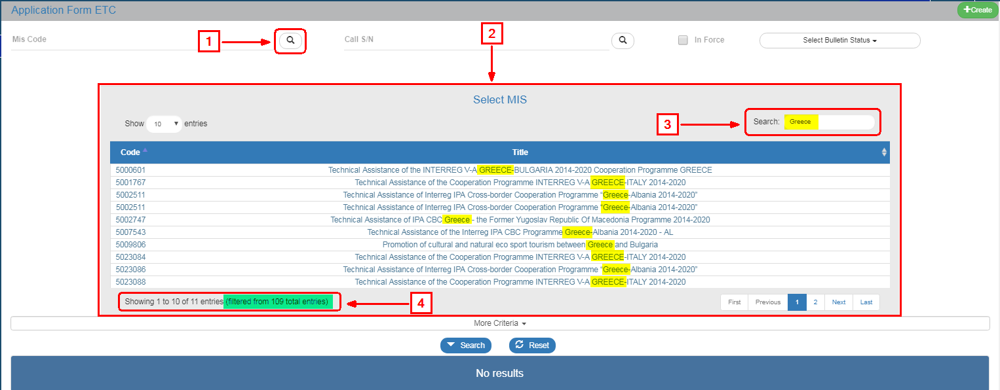 Application Form ETC
Create
Mis Code
1
Call S/N
2
In Force
Select Bulletin Status
Select MIS
Show 10 entries
3
Search: Greece
Code Title
5000601 Technical Assistance of the INTERREG V-A GREECE-BULGARIA 2014-2020 Cooperation Programme GREECE
5001767 Technical Assistance of the Cooperation Programme INTERREG V-A GREECE-ITALY 2014-2020
5002511 Technical Assistance of Interreg IPA Cross-border Cooperation Programme “Greece-Albania 2014-2020”
5002511 Technical Assistance of Interreg IPA Cross-border Cooperation Programme “Greece-Albania 2014-2020”
5002747 Technical Assistance of IPA CBC Greece - the Former Yugoslav Republic Of Macedonia Programme 2014-2020
5007543 Technical Assistance of the Interreg IPA CBC Programme Greece-Albania 2014-2020 - AL
5009806 Promotion of cultural and natural eco sport tourism between Greece and Bulgaria
5023084 Technical Assistance of the Cooperation Programme INTERREG V-A GREECE-ITALY 2014-2020
5023086 Technical Assistance of Interreg IPA Cross-border Cooperation Programme “Greece-Albania 2014-2020”
5023088 Technical Assistance of the Cooperation Programme INTERREG V-A GREECE-ITALY 2014-2020
Showing 1 to 10 of 11 entries (filtered from 109 total entries)
4
First Previous 1 2 Next Last
More Criteria
Search Reset
No results